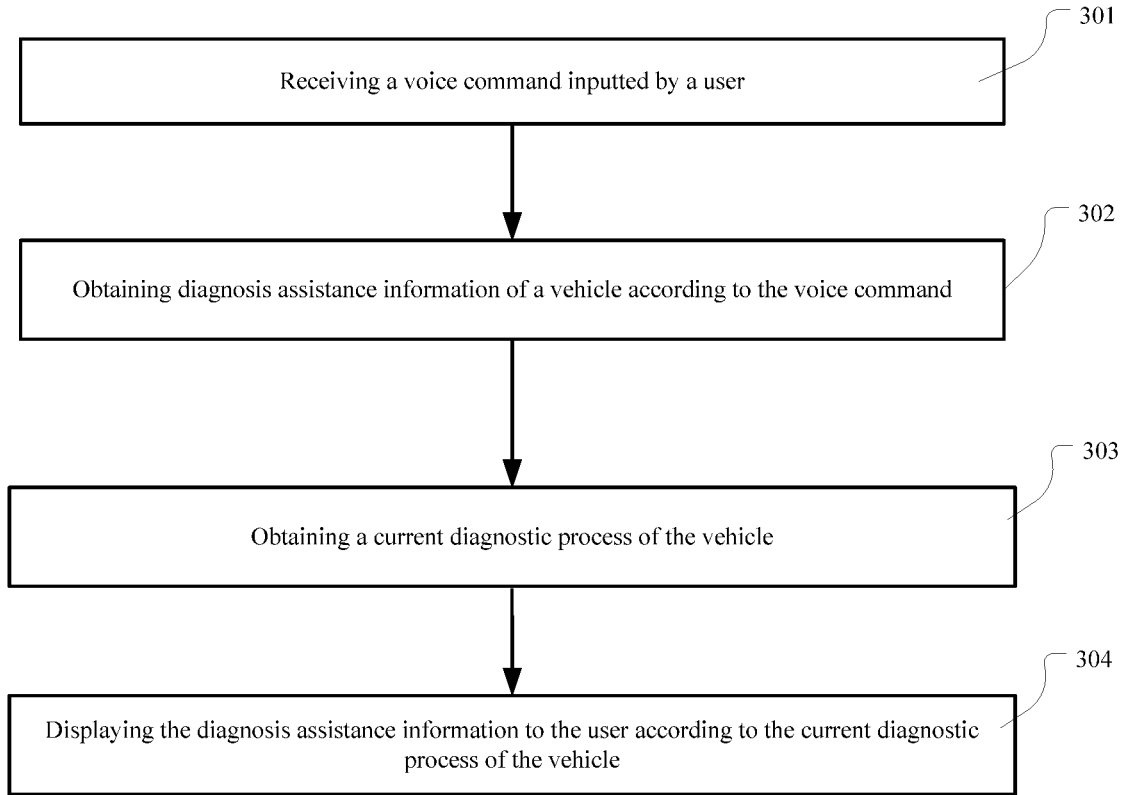 301
Receiving a voice command inputted by a user
302
Obtaining diagnosis assistance information of a vehicle according to the voice command
303
Obtaining a current diagnostic process of the vehicle
304
Displaying the diagnosis assistance information to the user according to the current diagnostic
process of the vehicle